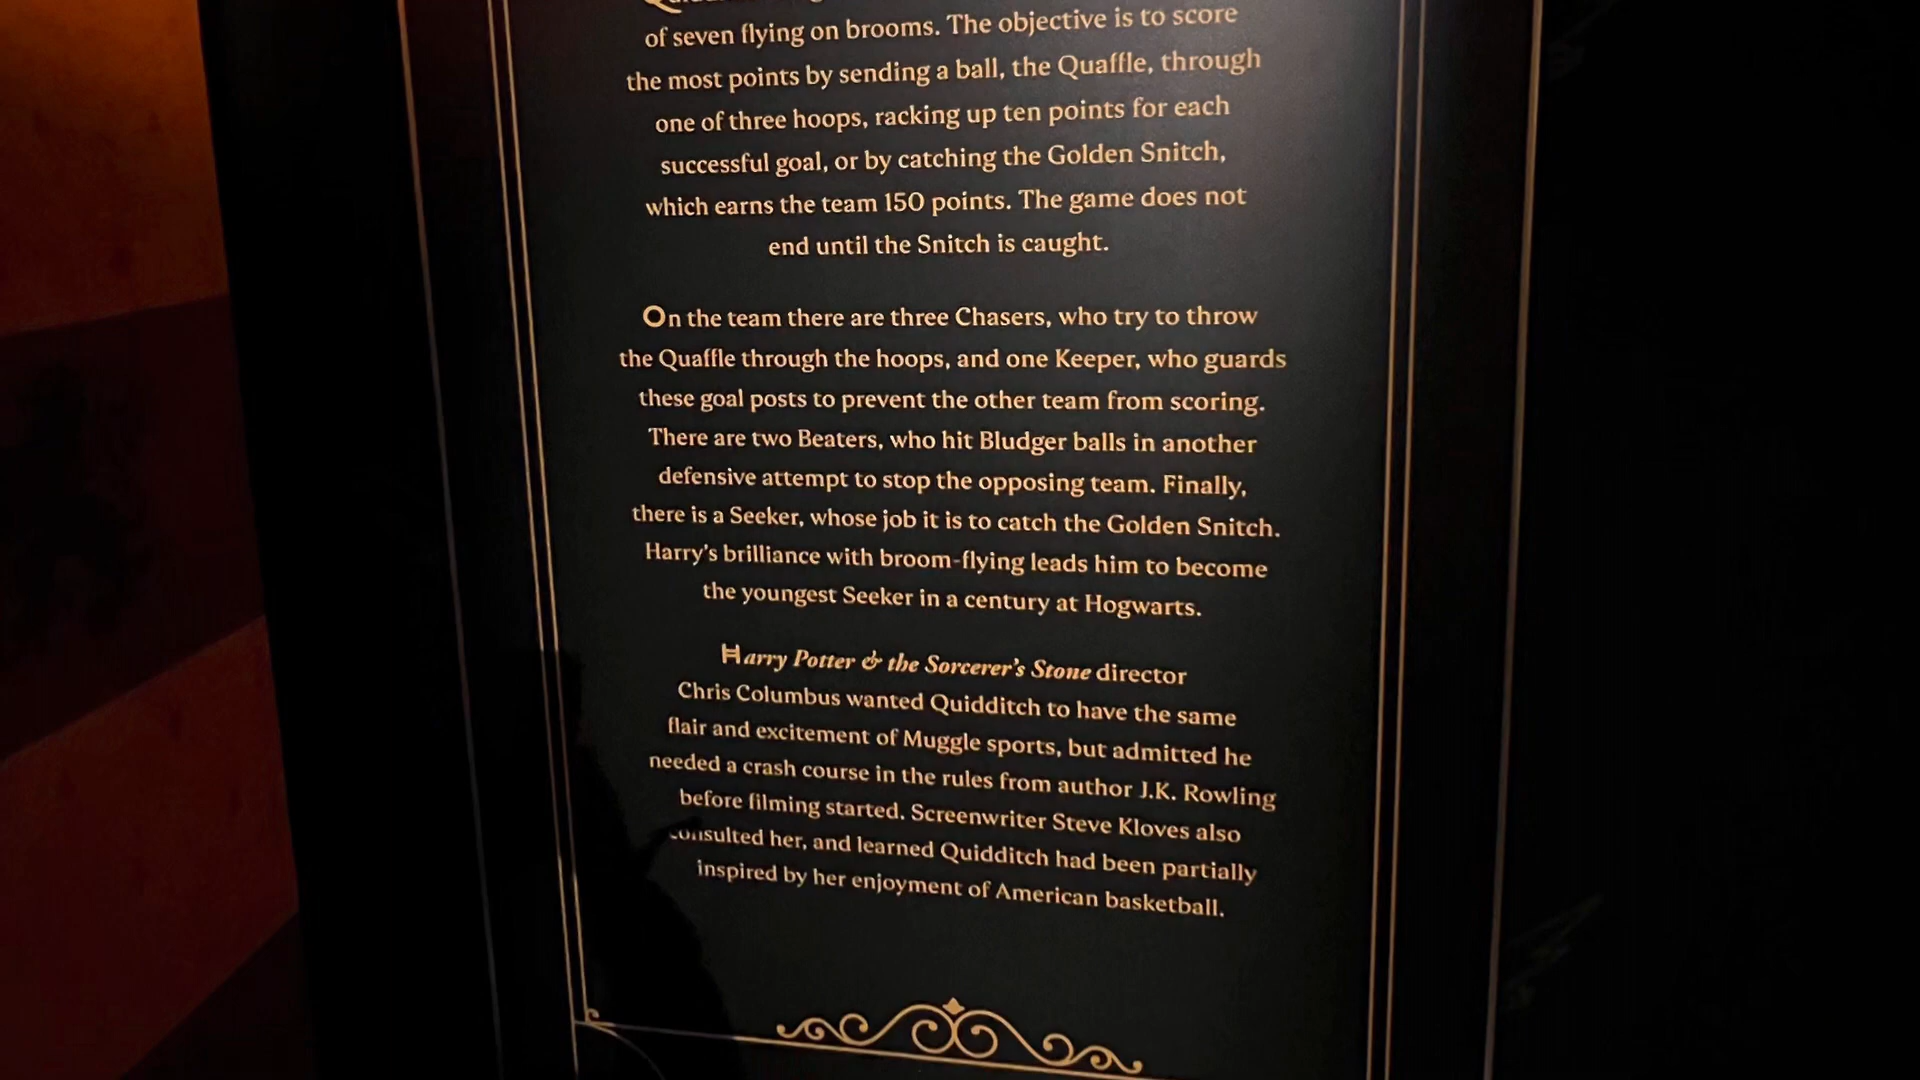 of seven flying on brooms. The objective is to score
the most points by sending a ball, the Quaffle, through
one of three hoops, racking up ten points for each
successful goal, or by catching the Golden Snitch,
which earns the team 150 points. The game does not
end until the Snitch is caught.
On the team there are three Chasers, who try to throw
the Quaffle through the hoops, and one Keeper, who guards
these goal posts to prevent the other team from scoring.
There are two Beaters, who hit Bludger balls in another
defensive attempt to stop the opposing team. Finally,
there is a Seeker, whose job it is to catch the Golden Snitch.
Harry's brilliance with broom-flying leads him to become
the youngest Seeker in a century at Hogwarts.
Harry Potter & the Sorcerer's Stone director
Chris Columbus wanted Quidditch to have the same
flair and excitement of Muggle sports, but admitted he
needed a crash course in the rules from author J.K. Rowling
before filming started. Screenwriter Steve Kloves also
consulted her, and learned Quidditch had been partially
inspired by her enjoyment of American basketball.